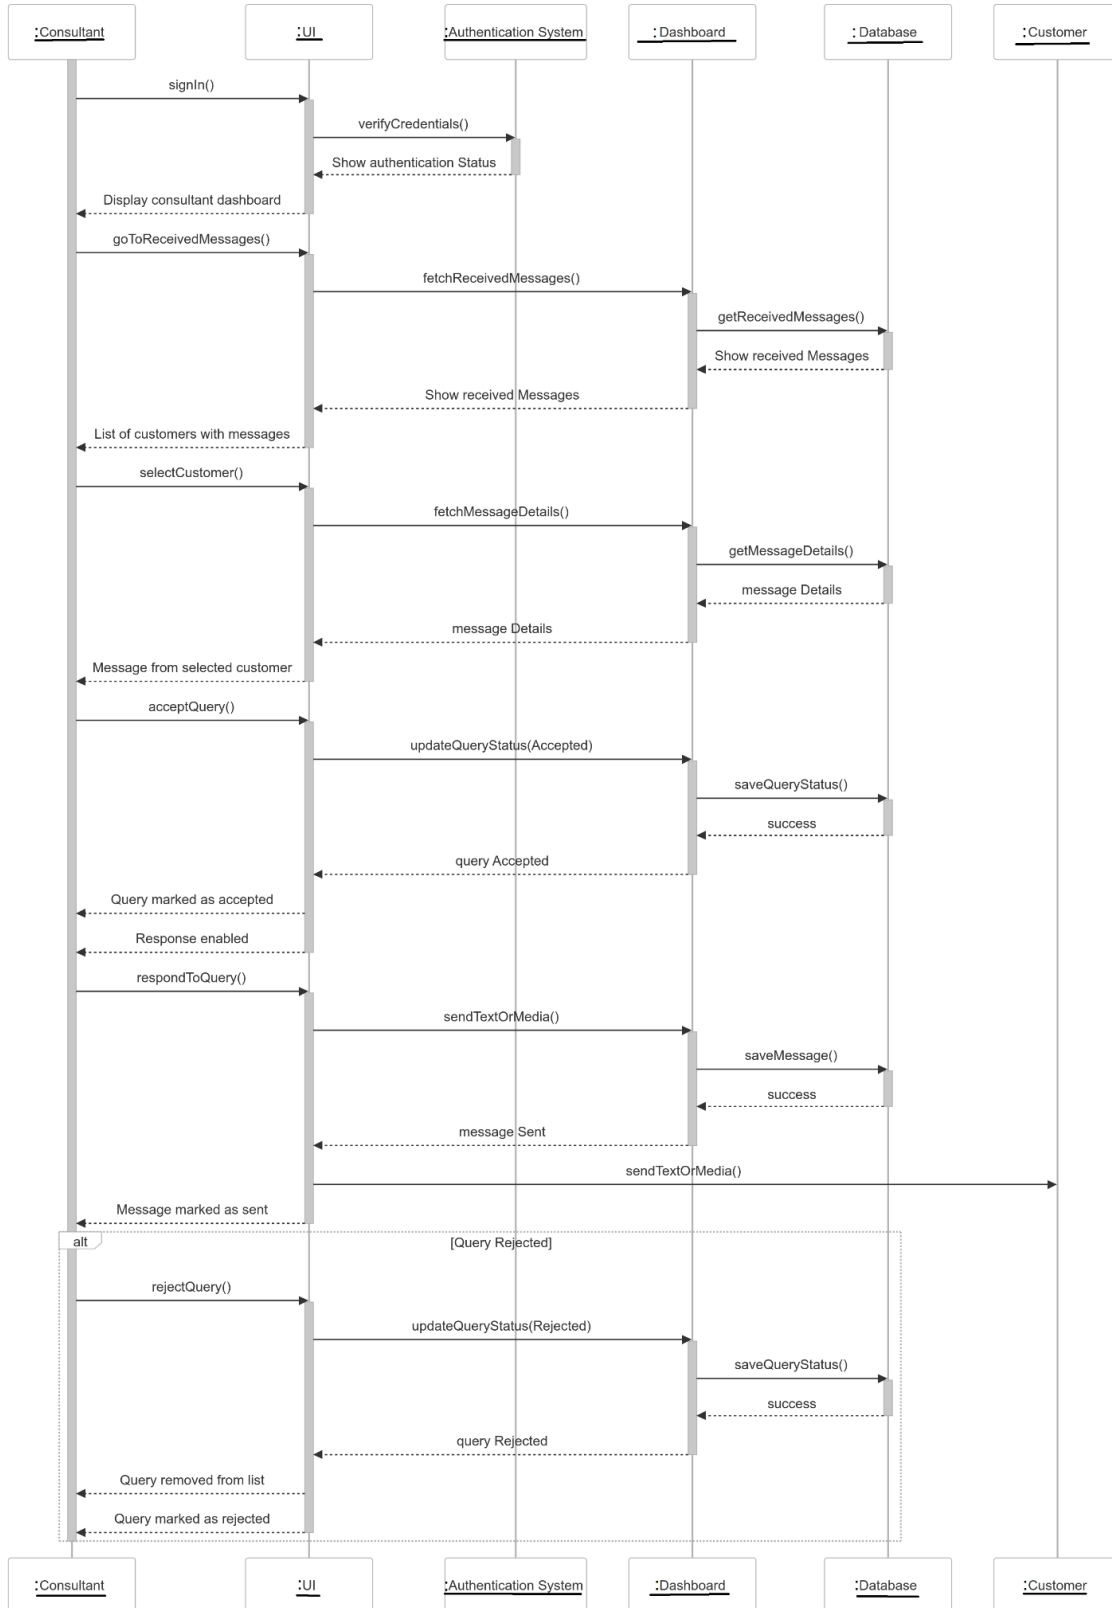 :Consultant
:UI
:Authentication System
:Dashboard
:Database
:Customer
signIn()
verifyCredentials()
Show authentication Status
Display consultant dashboard
goToReceivedMessages()
fetchReceivedMessages()
getReceivedMessages()
Show received Messages
Show received Messages
List of customers with messages
selectCustomer()
fetchMessageDetails()
getMessageDetails()
message Details
message Details
Message from selected customer
acceptQuery()
updateQueryStatus(Accepted)
saveQueryStatus()
success
query Accepted
Query marked as accepted
Response enabled
respondToQuery()
sendTextOrMedia()
saveMessage()
success
message Sent
sendTextOrMedia()
Message marked as sent
alt
[Query Rejected]
rejectQuery()
updateQueryStatus(Rejected)
saveQueryStatus()
success
query Rejected
Query removed from list
Query marked as rejected
:Consultant
:UI
:Authentication System
:Dashboard
:Database
:Customer